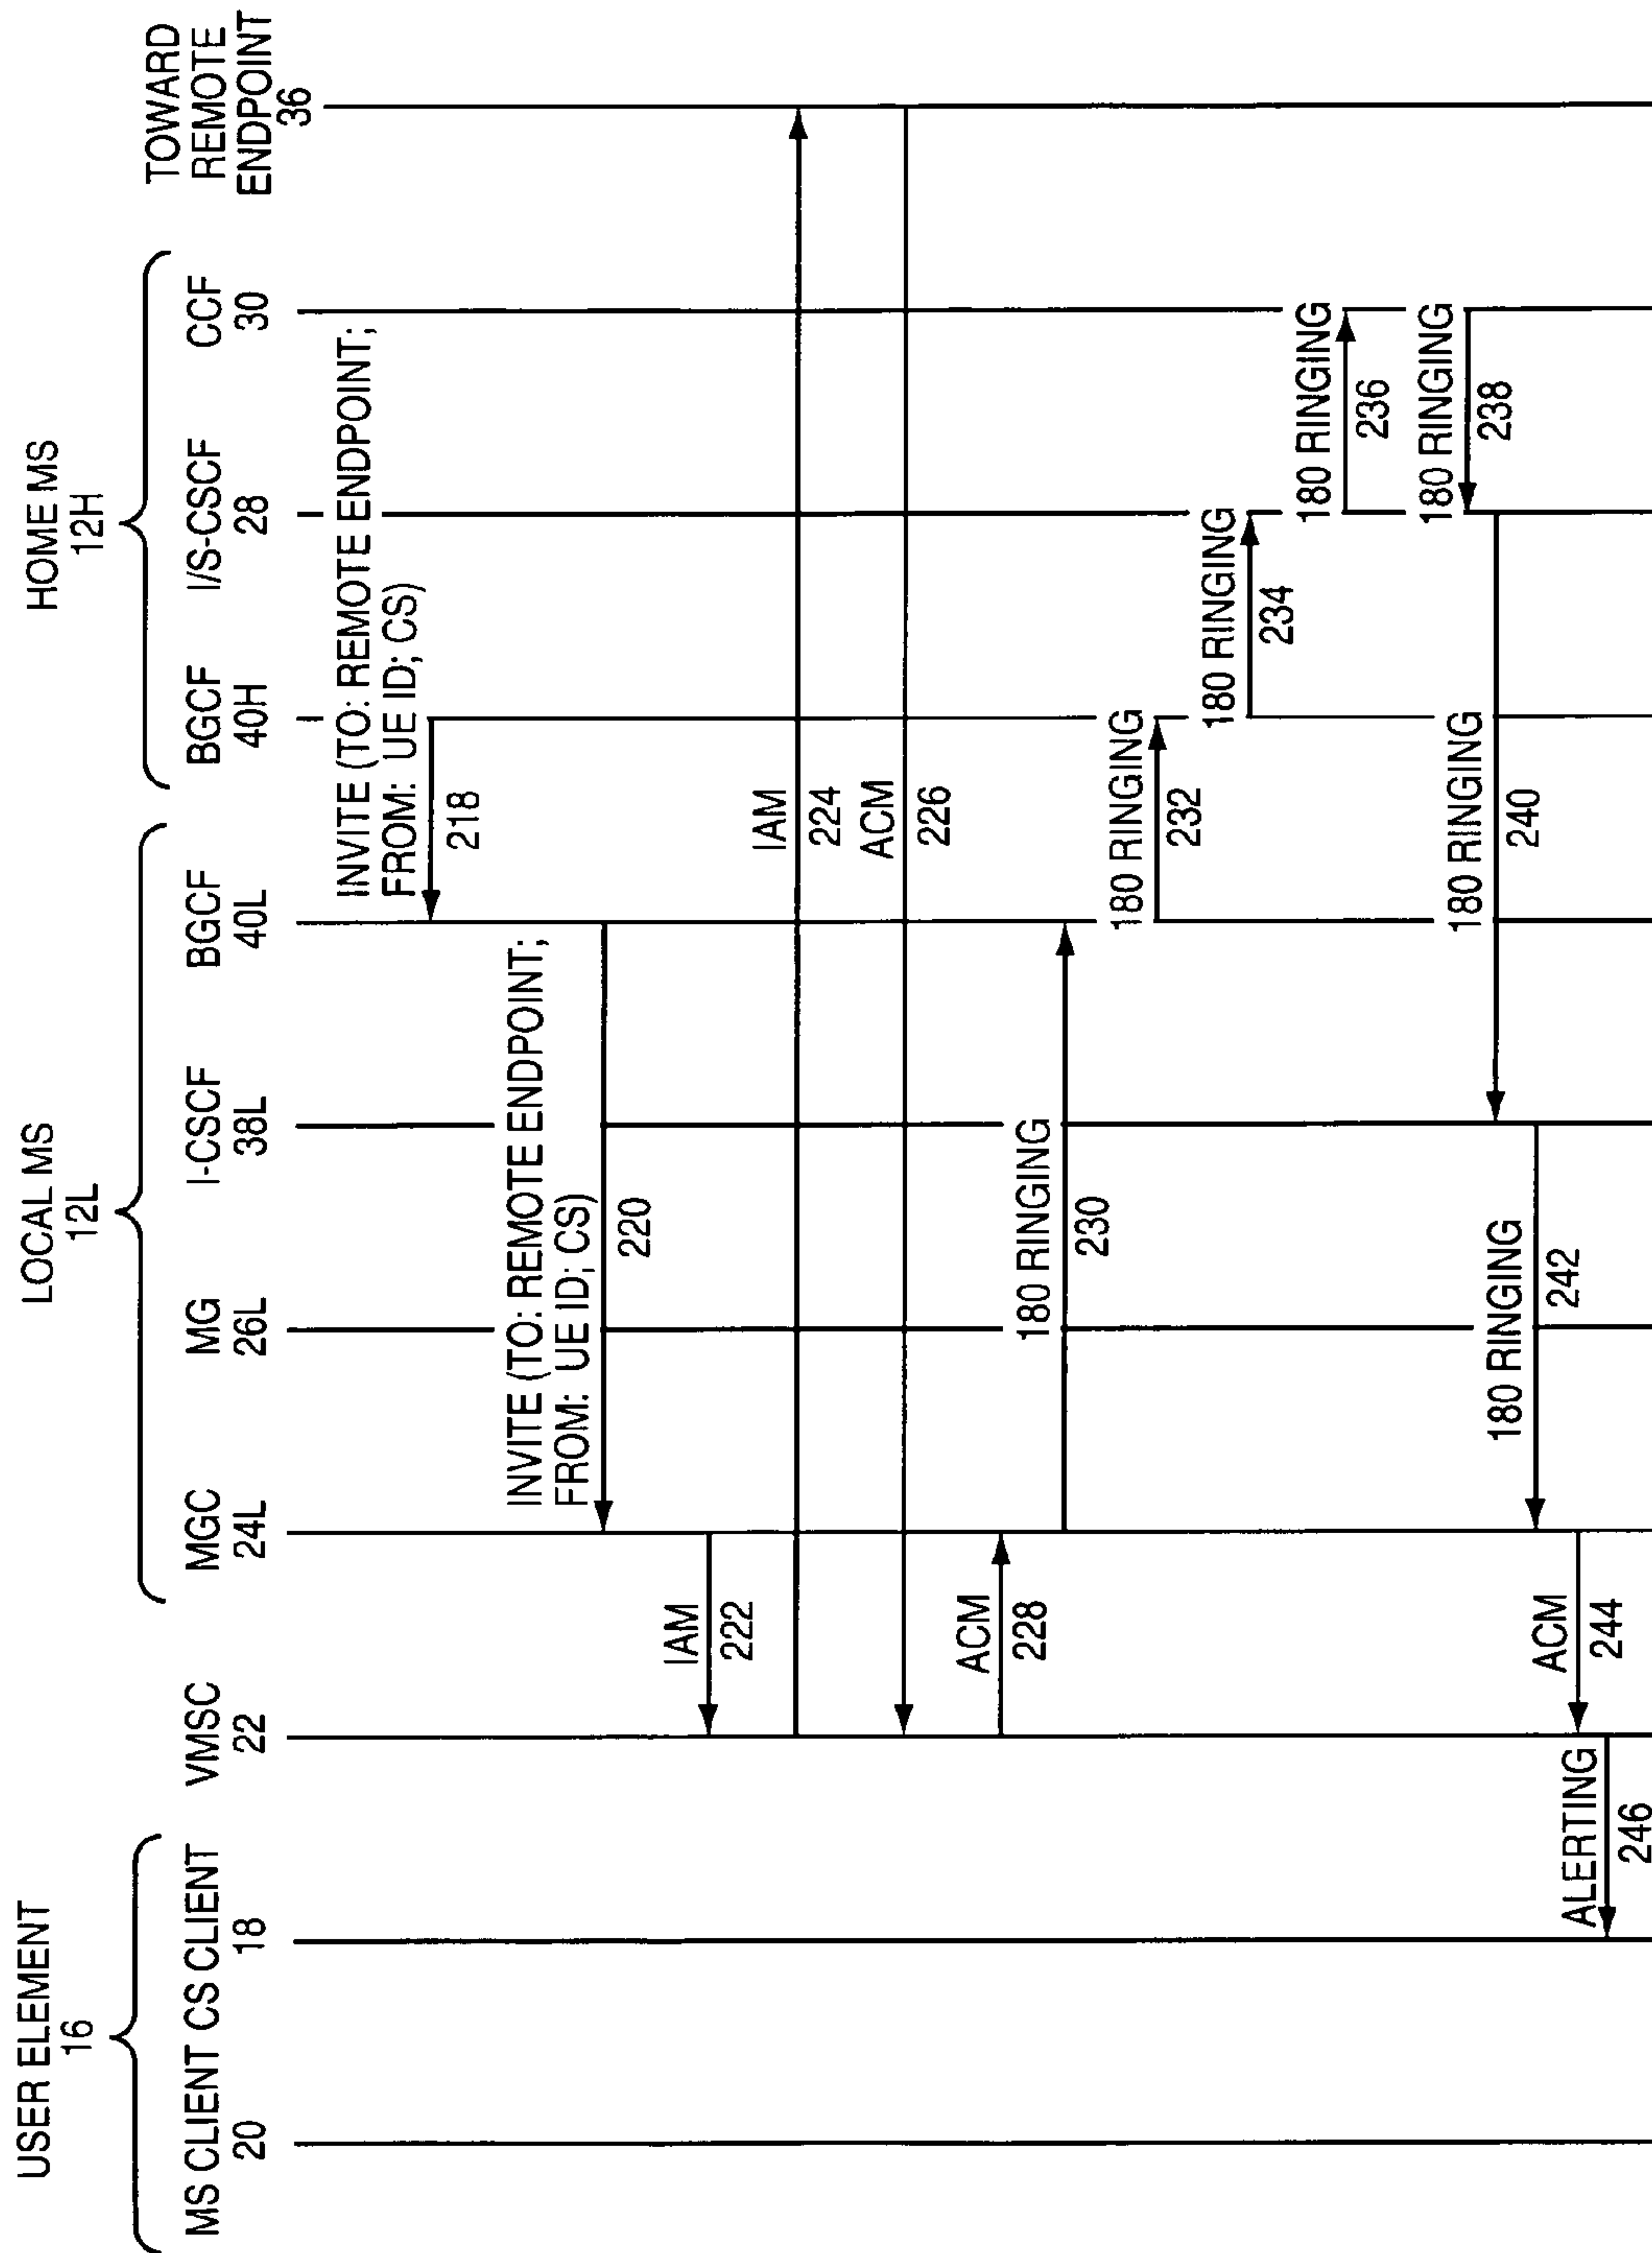 USER ELEMENT
16
LOCAL MS
12L
HOME MS
12H
MS CLIENT
20
CS CLIENT
18
VMSC
22
MGC
24L
MG
26L
I-CSCF
38L
BGCF
40L
BGCF
40H
I/S-CSCF
28
CCF
30
TOWARD
REMOTE
ENDPOINT
36
INVITE (TO: REMOTE ENDPOINT;
FROM: UE ID; CS)
218
INVITE (TO: REMOTE ENDPOINT;
FROM: UE ID; CS)
220
IAM
222
IAM
224
ACM
226
ACM
228
180 RINGING
230
180 RINGING
232
180 RINGING
234
180 RINGING
236
180 RINGING
238
180 RINGING
240
180 RINGING
242
ACM
244
ALERTING
246